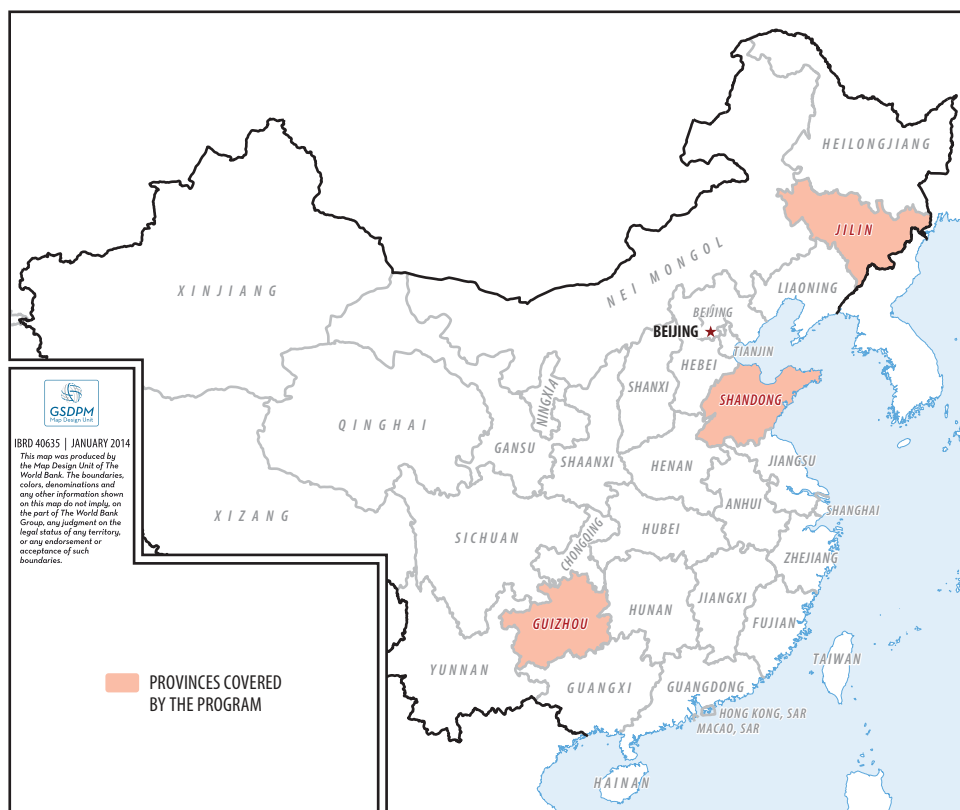 HEILONGJIANG
JILIN
NEI MONGOL
LIAONING
XINJIANG
BEIJING
BEIJING
TIANJIN
HEBEI
SHANXI
SHANDONG
NINGXIA
QINGHAI
GANSU
SHAANXI
HENAN
JIANGSU
GSDPM
Map Design Unit
IBRD 40635 | JANUARY 2014
This map was produced by
the Map Design Unit of The
World Bank. The boundaries,
colors, denominations and
any other information shown
on this map do not imply, on
the part of The World Bank
Group, any judgment on the
legal status of any territory,
or any endorsement or
acceptance of such
boundaries.
XIZANG
ANHUI
SHANGHAI
SICHUAN
CHONGQING
HUBEI
ZHEJIANG
GUIZHOU
HUNAN
JIANGXI
FUJIAN
TAIWAN
YUNNAN
GUANGXI
GUANGDONG
HONG KONG, SAR
MACAO, SAR
HAINAN
PROVINCES COVERED
BY THE PROGRAM